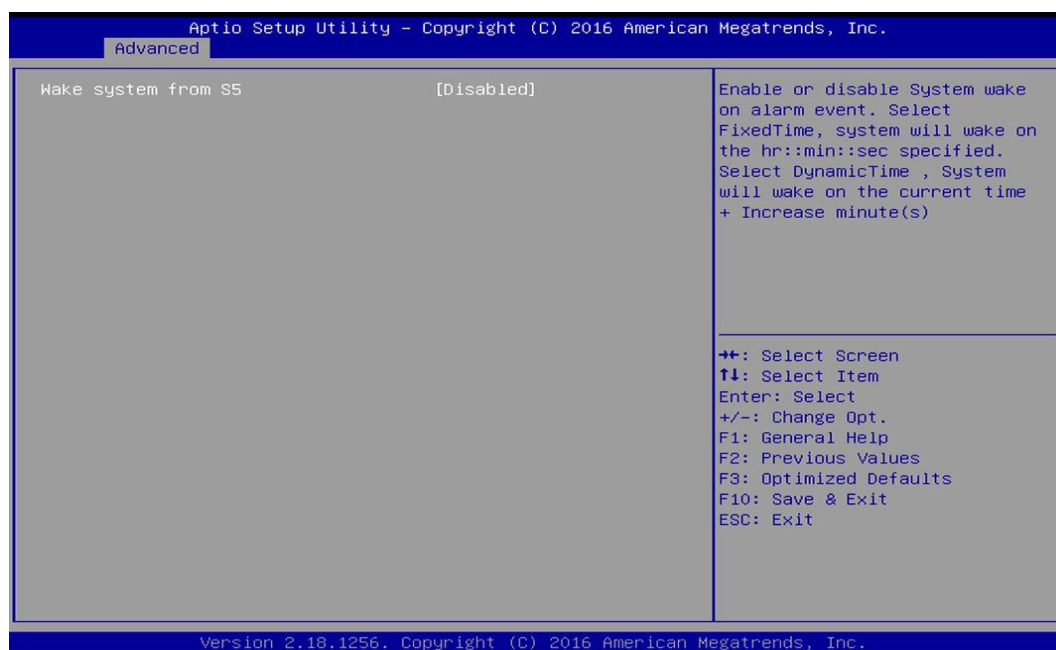 Aptio Setup Utility – Copyright (C) 2016 American Megatrends, Inc.
Advanced
Wake system from S5 [Disabled]
Enable or disable System wake
on alarm event. Select
FixedTime, system will wake on
the hr::min::sec specified.
Select DynamicTime , System
will wake on the current time
+ Increase minute(s)
→←: Select Screen
↑↓: Select Item
Enter: Select
+/-: Change Opt.
F1: General Help
F2: Previous Values
F3: Optimized Defaults
F10: Save & Exit
ESC: Exit
Version 2.18.1256. Copyright (C) 2016 American Megatrends, Inc.